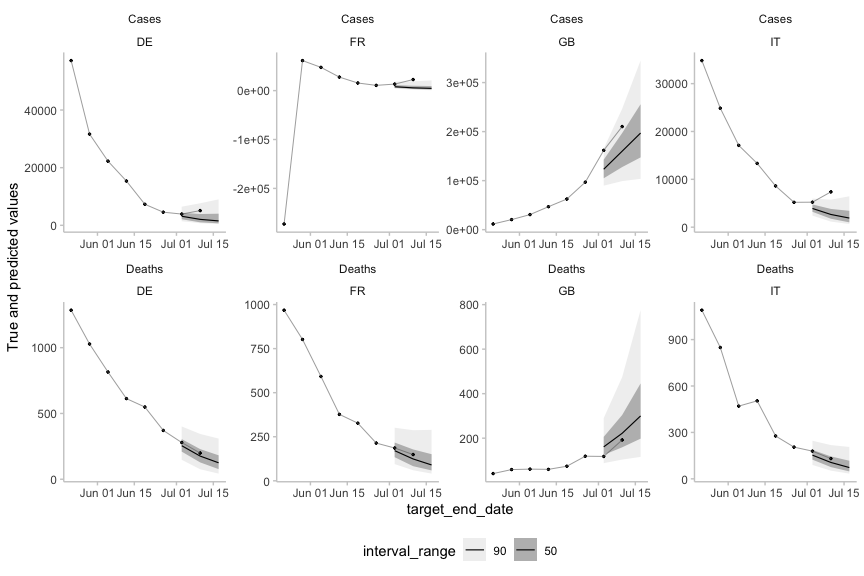 Cases Cases Cases Cases
DE FR GB IT
40000
20000
0
0e+00
-1e+05
-2e+05
3e+05
2e+05
1e+05
0e+00
30000
20000
10000
0
Jun 01 Jun 15 Jul 01 Jul 15 Jun 01 Jun 15 Jul 01 Jul 15 Jun 01 Jun 15 Jul 01 Jul 15 Jun 01 Jun 15 Jul 01 Jul 15
True and predicted values
Deaths Deaths Deaths Deaths
DE FR GB IT
1000
500
0
1000
750
500
250
0
800
600
400
200
900
600
300
0
Jun 01 Jun 15 Jul 01 Jul 15 Jun 01 Jun 15 Jul 01 Jul 15 Jun 01 Jun 15 Jul 01 Jul 15 Jun 01 Jun 15 Jul 01 Jul 15
target_end_date
interval_range 90 50